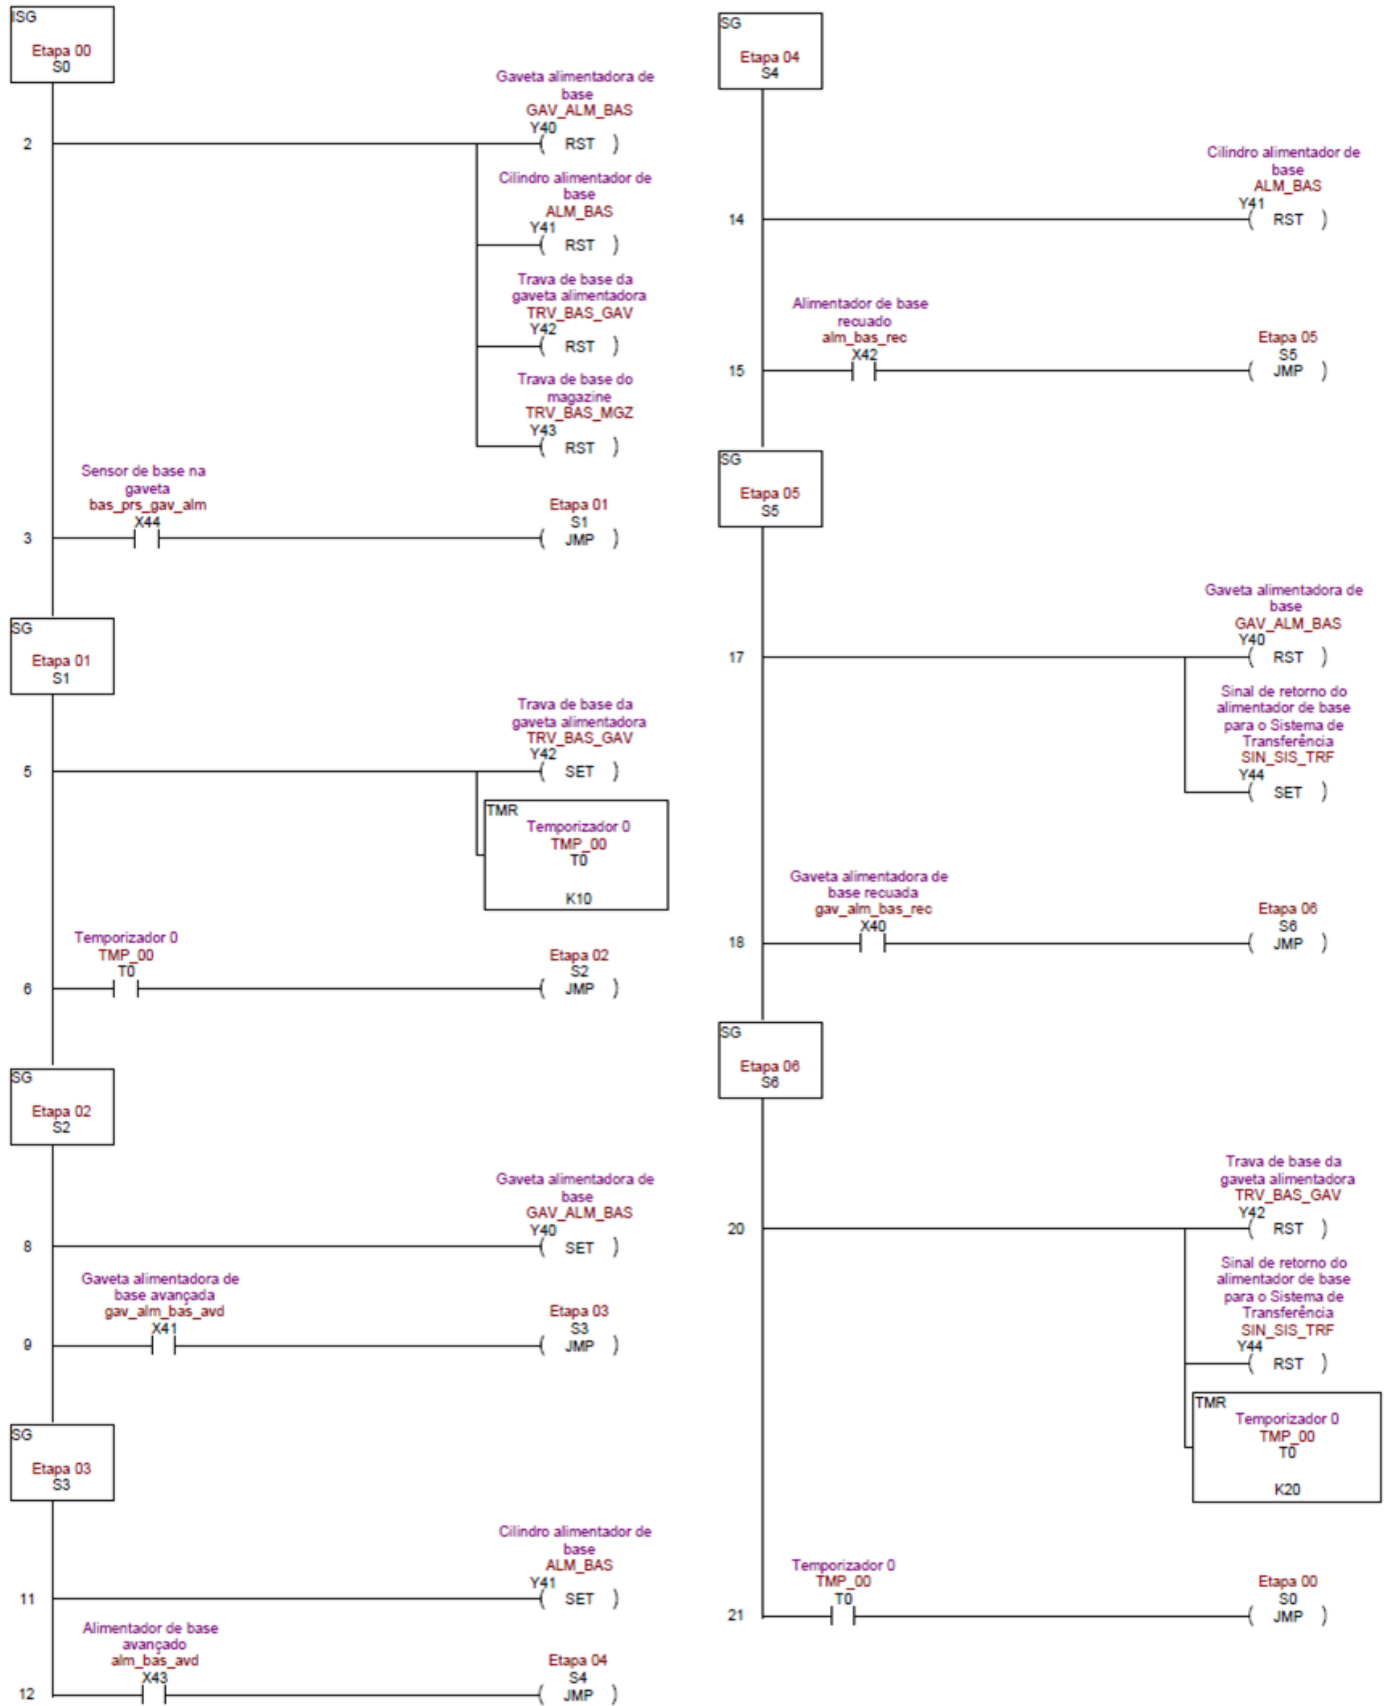 ISG
Etapa 00
S0
2
Gaveta alimentadora de
base
GAV_ALM_BAS
Y40
RST
Cilindro alimentador de
base
ALM_BAS
Y41
RST
Trava de base da
gaveta alimentadora
TRV_BAS_GAV
Y42
RST
Trava de base do
magazine
TRV_BAS_MGZ
Y43
RST
3
Sensor de base na
gaveta
bas_prs_gav_alm
X44
Etapa 01
S1
JMP
SG
Etapa 01
S1
5
Trava de base da
gaveta alimentadora
TRV_BAS_GAV
Y42
SET
TMR
Temporizador 0
TMP_00
T0
K10
6
Temporizador 0
TMP_00
T0
Etapa 02
S2
JMP
SG
Etapa 02
S2
8
Gaveta alimentadora de
base
GAV_ALM_BAS
Y40
SET
9
Gaveta alimentadora de
base avançada
gav_alm_bas_avd
X41
Etapa 03
S3
JMP
SG
Etapa 03
S3
11
Cilindro alimentador de
base
ALM_BAS
Y41
SET
12
Alimentador de base
avançado
alm_bas_avd
X43
Etapa 04
S4
JMP
SG
Etapa 04
S4
14
Cilindro alimentador de
base
ALM_BAS
Y41
RST
15
Alimentador de base
recuado
alm_bas_rec
X42
Etapa 05
S5
JMP
SG
Etapa 05
S5
17
Gaveta alimentadora de
base
GAV_ALM_BAS
Y40
RST
Sinal de retorno do
alimentador de base
para o Sistema de
Transferência
SIN_SIS_TRF
Y44
SET
18
Gaveta alimentadora de
base recuada
gav_alm_bas_rec
X40
Etapa 06
S6
JMP
SG
Etapa 06
S6
20
Trava de base da
gaveta alimentadora
TRV_BAS_GAV
Y42
RST
Sinal de retorno do
alimentador de base
para o Sistema de
Transferência
SIN_SIS_TRF
Y44
RST
TMR
Temporizador 0
TMP_00
T0
K20
21
Temporizador 0
TMP_00
T0
Etapa 00
S0
JMP